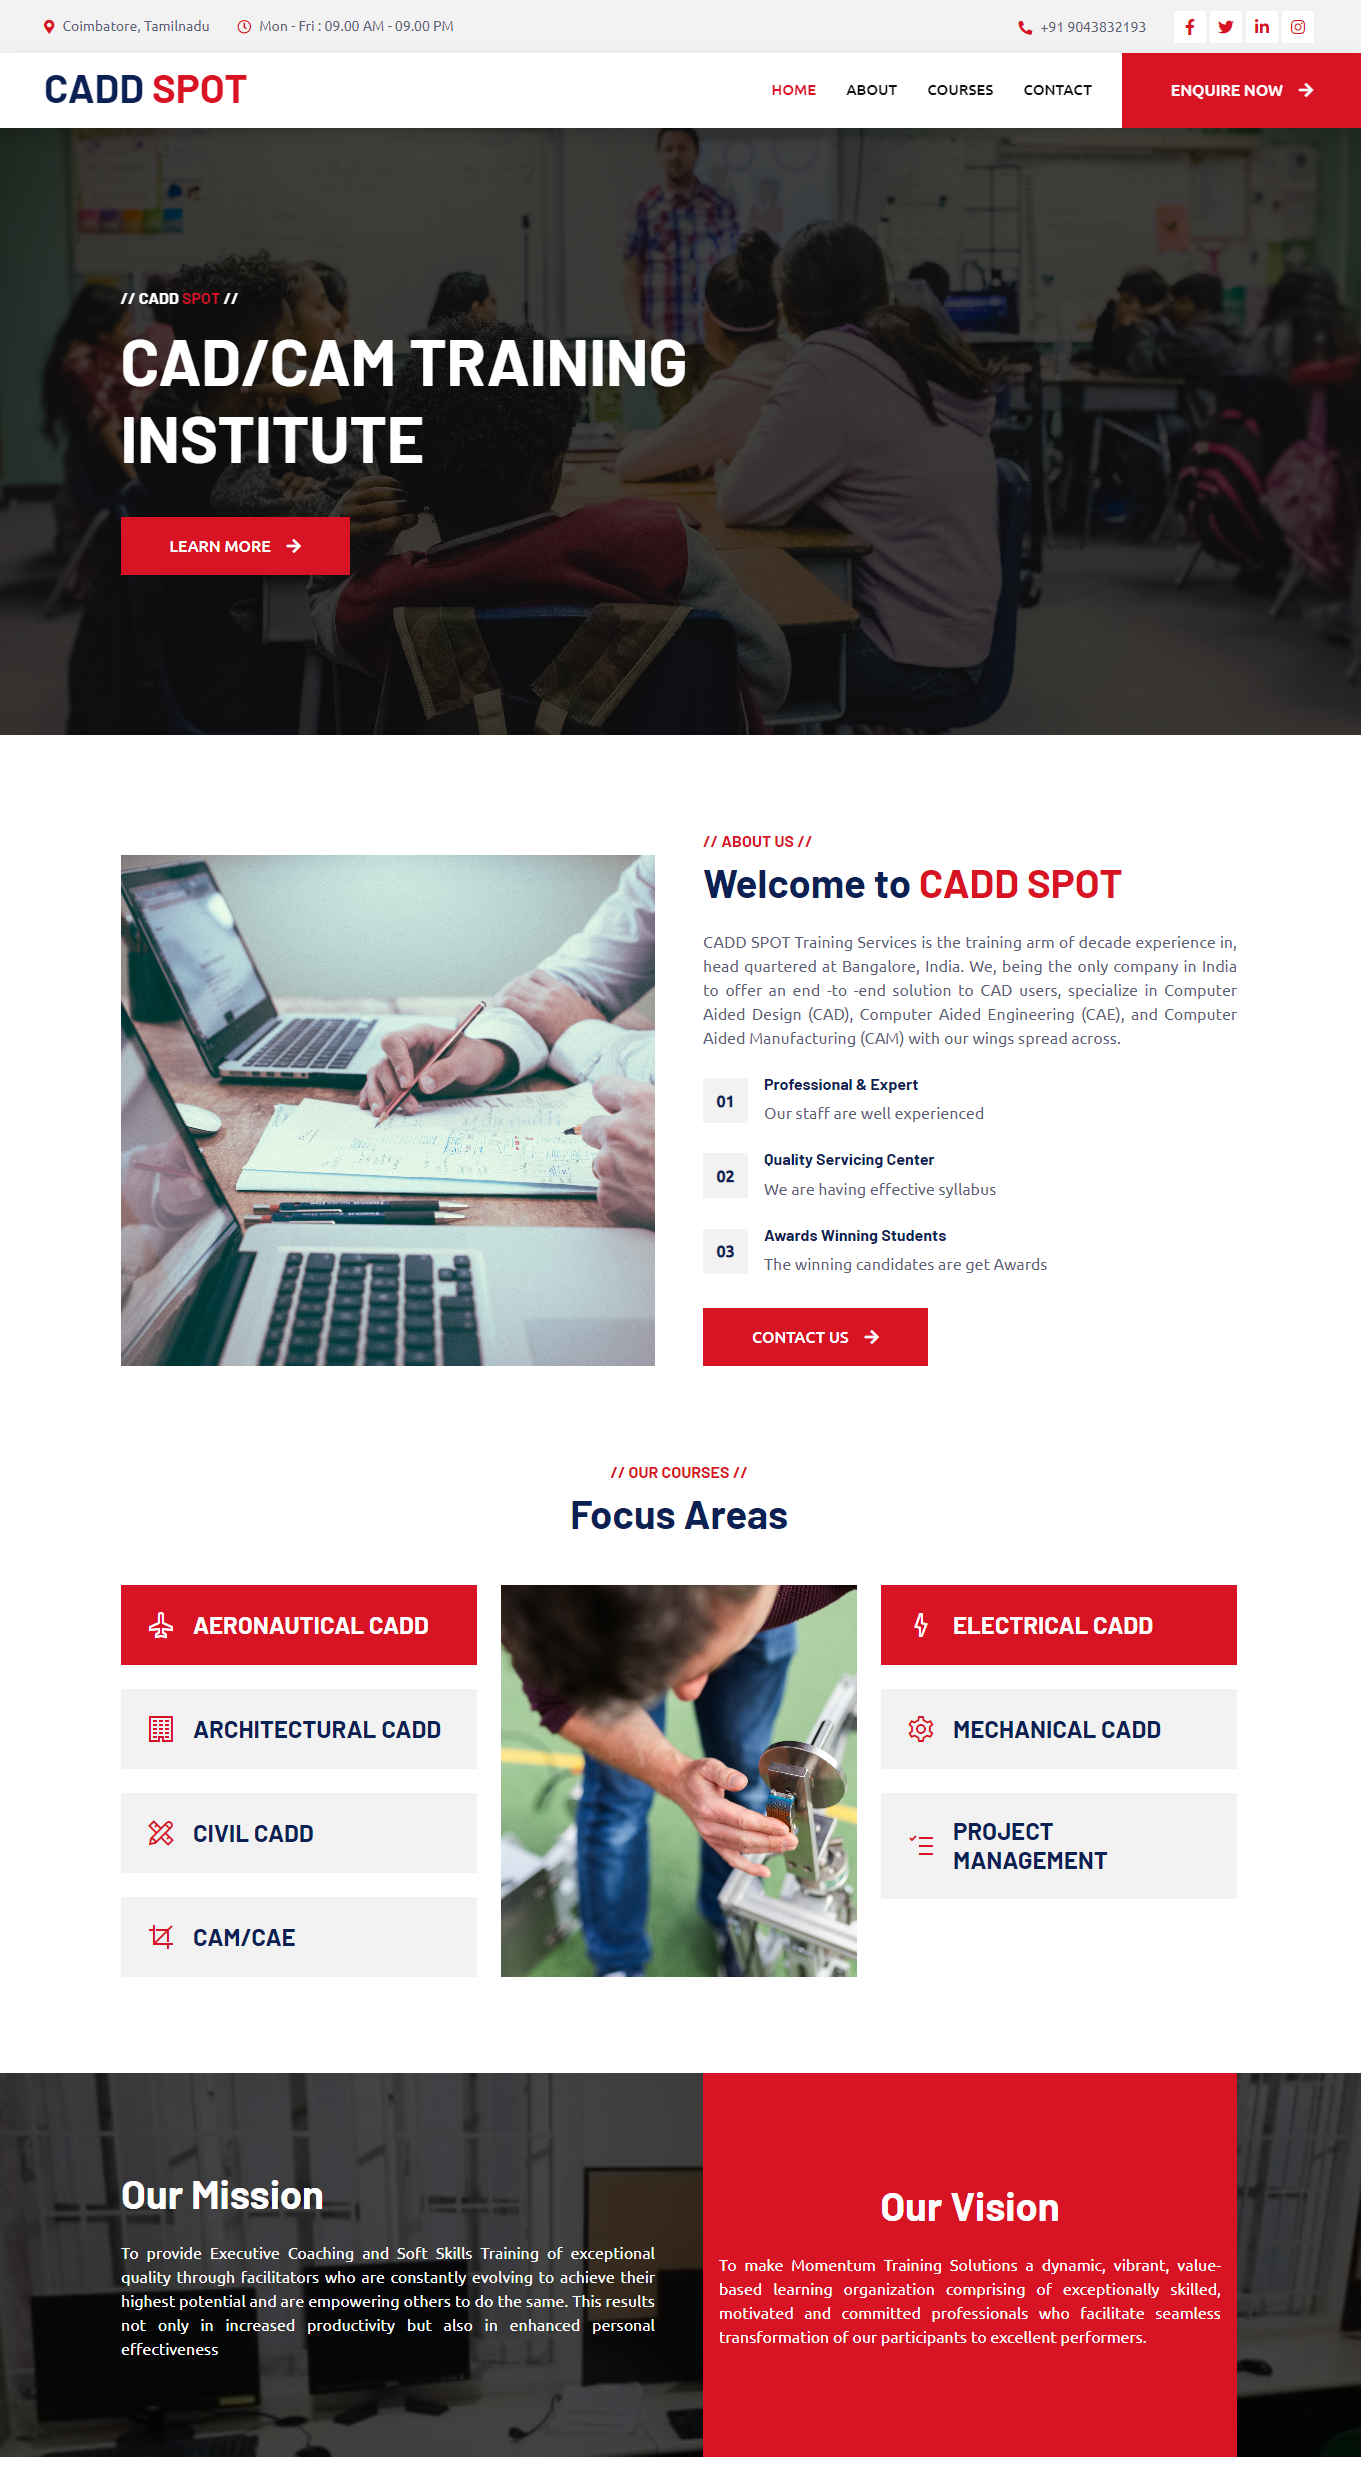 Coimbatore, Tamilnadu
Mon - Fri : 09.00 AM - 09.00 PM
+91 9043832193
CADD SPOT
HOME
ABOUT
COURSES
CONTACT
ENQUIRE NOW
// CADD SPOT //
CAD/CAM TRAINING
INSTITUTE
LEARN MORE
// ABOUT US //
Welcome to CADD SPOT
CADD SPOT Training Services is the training arm of decade experience in,
head quartered at Bangalore, India. We, being the only company in India
to offer an end -to -end solution to CAD users, specialize in Computer
Aided Design (CAD), Computer Aided Engineering (CAE), and Computer
Aided Manufacturing (CAM) with our wings spread across.
01
Professional & Expert
Our staff are well experienced
02
Quality Servicing Center
We are having effective syllabus
03
Awards Winning Students
The winning candidates are get Awards
CONTACT US
// OUR COURSES //
Focus Areas
AERONAUTICAL CADD
ARCHITECTURAL CADD
CIVIL CADD
CAM/CAE
ELECTRICAL CADD
MECHANICAL CADD
PROJECT
MANAGEMENT
Our Mission
To provide Executive Coaching and Soft Skills Training of exceptional
quality through facilitators who are constantly evolving to achieve their
highest potential and are empowering others to do the same. This results
not only in increased productivity but also in enhanced personal
effectiveness
Our Vision
To make Momentum Training Solutions a dynamic, vibrant, value-
based learning organization comprising of exceptionally skilled,
motivated and committed professionals who facilitate seamless
transformation of our participants to excellent performers.